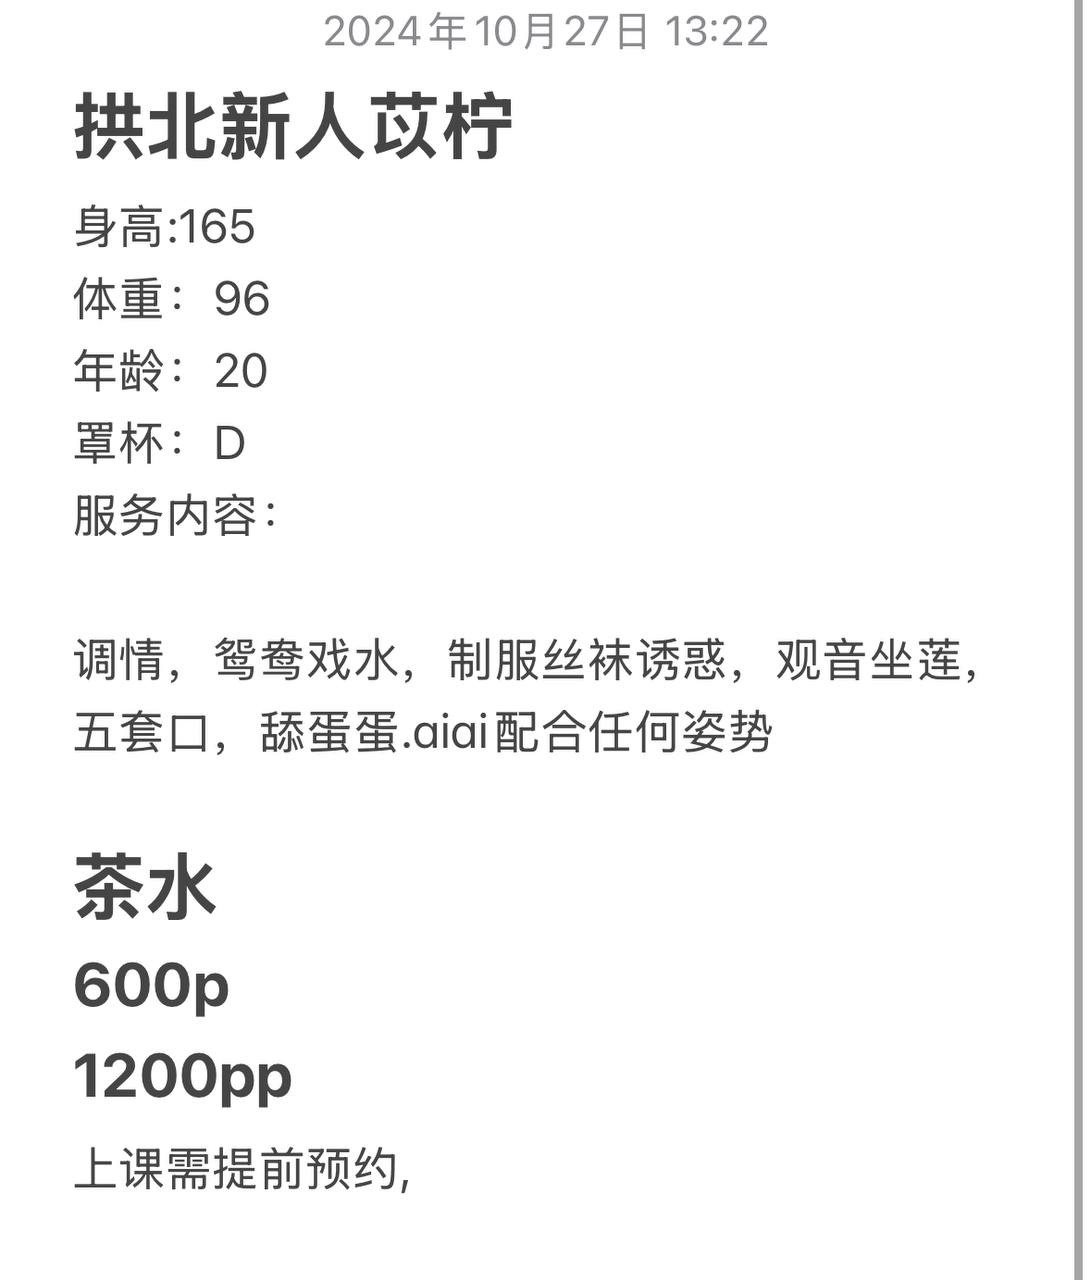 2024年10月27日 13:22
拱北新人苡柠
身高:165
体重：96
年龄：20
罩杯：D
服务内容：
调情，鸳鸯戏水，制服丝袜诱惑，观音坐莲，
五套口，舔蛋蛋.aiai配合任何姿势
茶水
600p
1200pp
上课需提前预约,